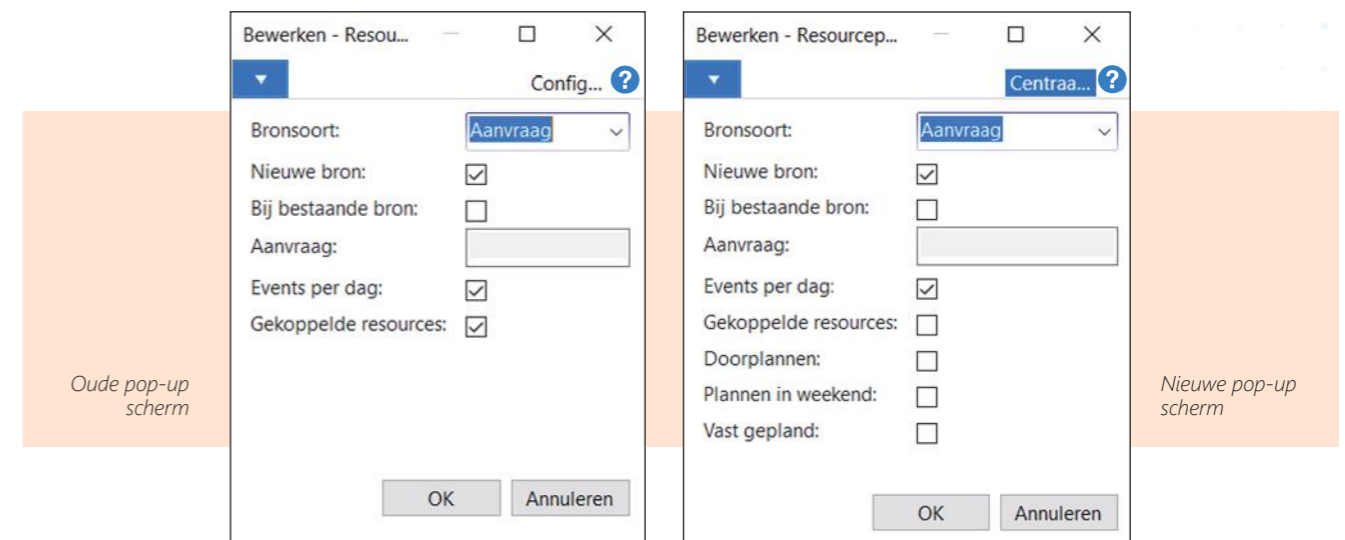 Bewerken - Resou...
Config... ?
Bronsoort: Aanvraag
Nieuwe bron:
Bij bestaande bron:
Aanvraag:
Events per dag:
Gekoppelde resources:
OK Annuleren
Oude pop-up
scherm
Bewerken - Resourcep...
Centraa... ?
Bronsoort: Aanvraag
Nieuwe bron:
Bij bestaande bron:
Aanvraag:
Events per dag:
Gekoppelde resources:
Doorplannen:
Plannen in weekend:
Vast gepland:
OK Annuleren
Nieuwe pop-up
scherm